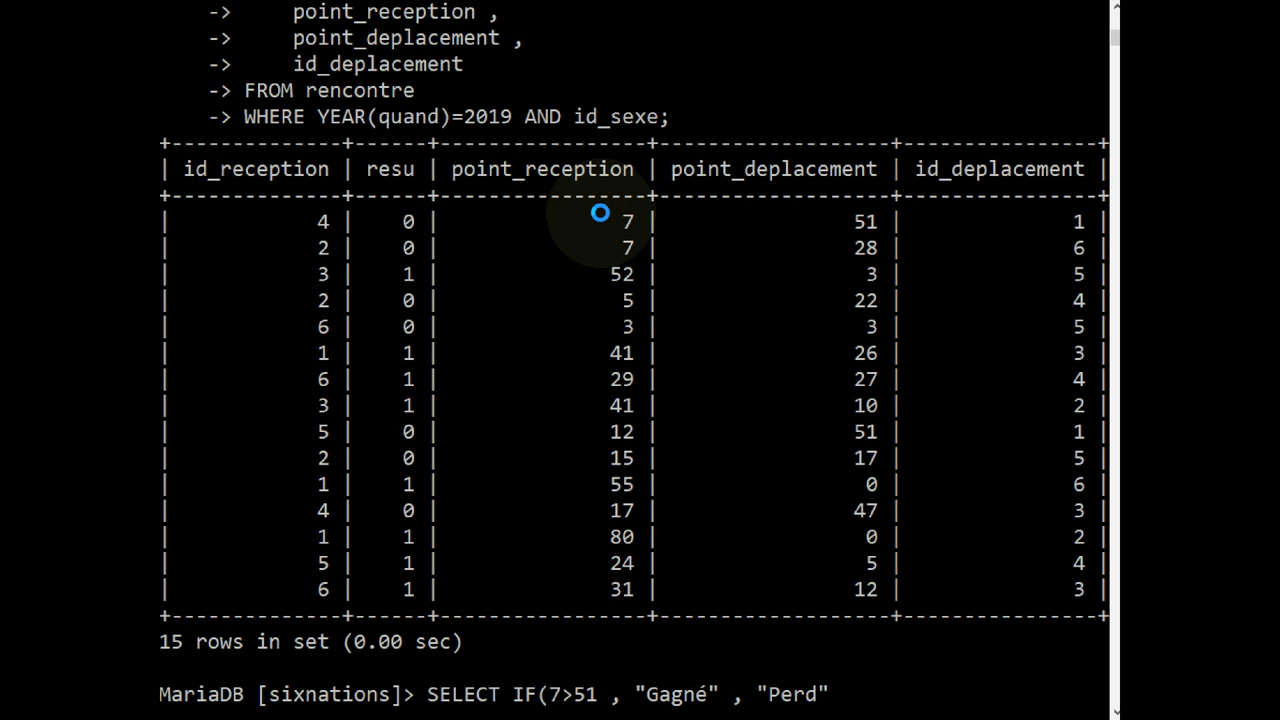 -> point_reception ,
-> point_deplacement ,
-> id_deplacement
-> FROM rencontre
-> WHERE YEAR(quand)=2019 AND id_sexe;
+--------------+------+-----------------+-------------------+----------------+
| id_reception | resu | point_reception | point_deplacement | id_deplacement |
+--------------+------+-----------------+-------------------+----------------+
| 4 | 0 | 7 | 51 | 1 |
| 2 | 0 | 7 | 28 | 6 |
| 3 | 1 | 52 | 3 | 5 |
| 2 | 0 | 5 | 22 | 4 |
| 6 | 0 | 3 | 3 | 5 |
| 1 | 1 | 41 | 26 | 3 |
| 6 | 1 | 29 | 27 | 4 |
| 3 | 1 | 41 | 10 | 2 |
| 5 | 0 | 12 | 51 | 1 |
| 2 | 0 | 15 | 17 | 5 |
| 1 | 1 | 55 | 0 | 6 |
| 4 | 0 | 17 | 47 | 3 |
| 1 | 1 | 80 | 0 | 2 |
| 5 | 1 | 24 | 5 | 4 |
| 6 | 1 | 31 | 12 | 3 |
+--------------+------+-----------------+-------------------+----------------+
15 rows in set (0.00 sec)
MariaDB [sixnations]> SELECT IF(7>51 , "Gagné" , "Perd"